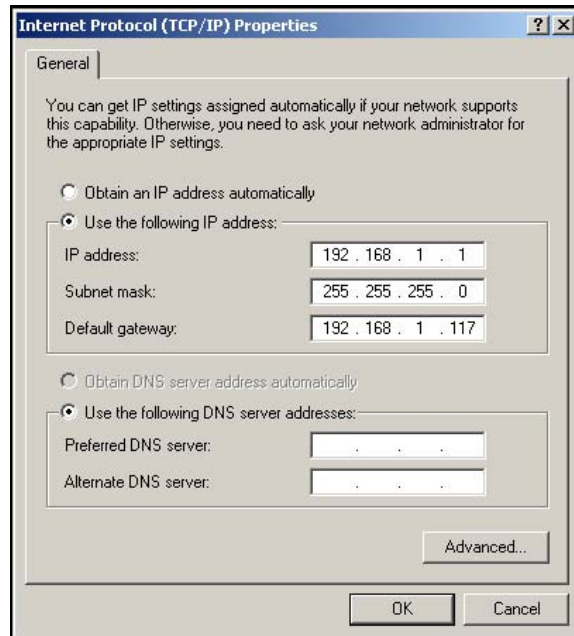 Internet Protocol (TCP/IP) Properties
General
You can get IP settings assigned automatically if your network supports
this capability. Otherwise, you need to ask your network administrator for
the appropriate IP settings.
Obtain an IP address automatically
Use the following IP address:
IP address: 192 . 168 . 1 . 1
Subnet mask: 255 . 255 . 255 . 0
Default gateway: 192 . 168 . 1 . 117
Obtain DNS server address automatically
Use the following DNS server addresses:
Preferred DNS server: . . .
Alternate DNS server: . . .
Advanced...
OK Cancel